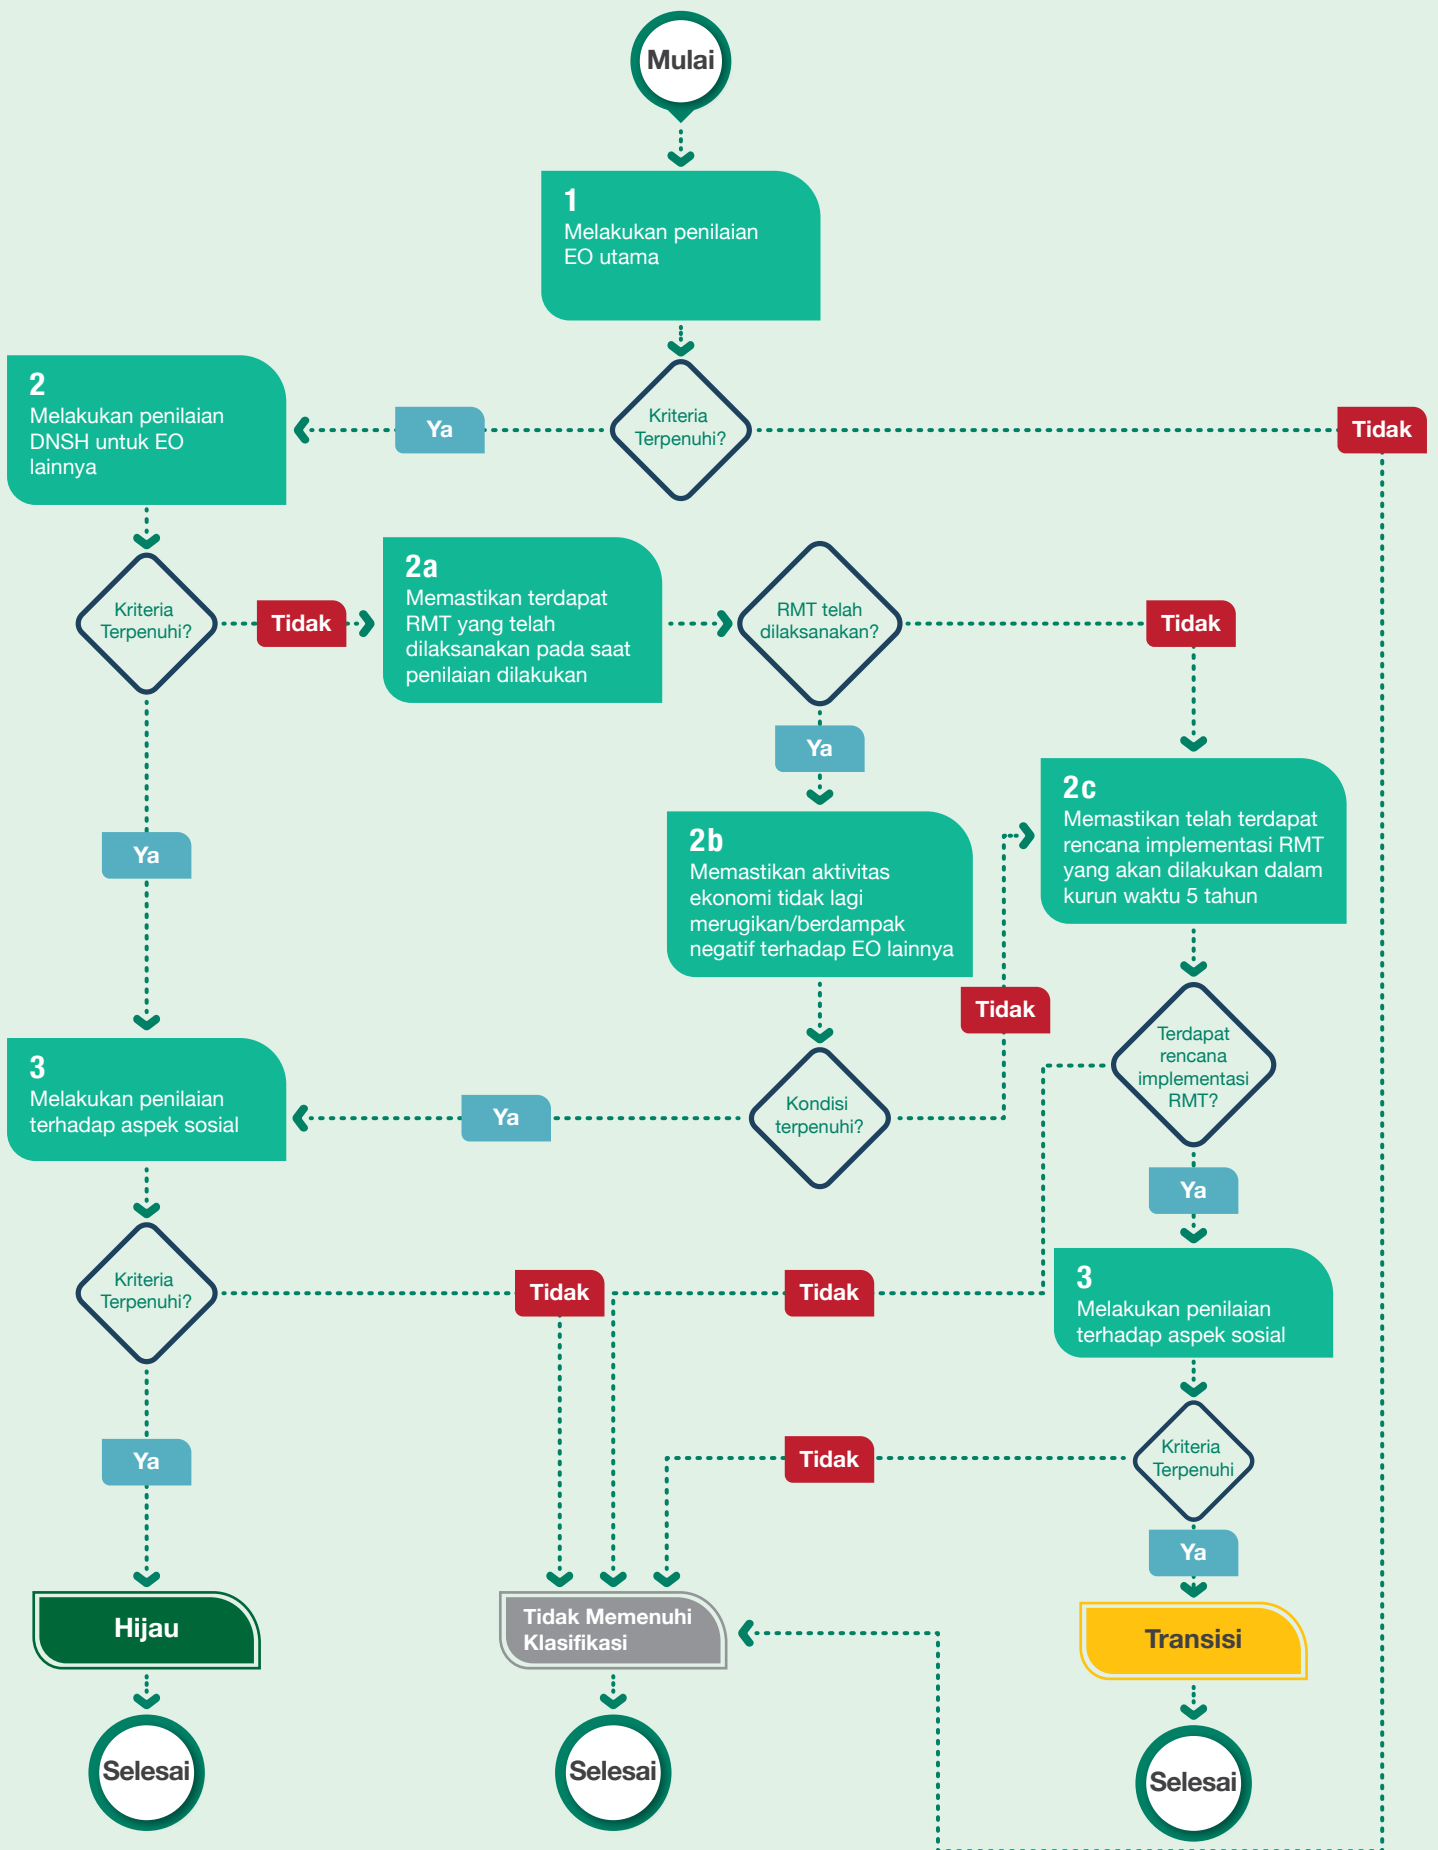 Mulai
1
Melakukan penilaian
EO utama
Kriteria
Terpenuhi?
Ya
Tidak
2
Melakukan penilaian
DNSH untuk EO
lainnya
Kriteria
Terpenuhi?
Tidak
2a
Memastikan terdapat
RMT yang telah
dilaksanakan pada saat
penilaian dilakukan
RMT telah
dilaksanakan?
Tidak
Ya
Ya
2b
Memastikan aktivitas
ekonomi tidak lagi
merugikan/berdampak
negatif terhadap EO lainnya
2c
Memastikan telah terdapat
rencana implementasi RMT
yang akan dilakukan dalam
kurun waktu 5 tahun
Tidak
Terdapat
rencana
implementasi
RMT?
3
Melakukan penilaian
terhadap aspek sosial
Ya
Kondisi
terpenuhi?
Ya
Kriteria
Terpenuhi?
Tidak
Tidak
3
Melakukan penilaian
terhadap aspek sosial
Ya
Tidak
Kriteria
Terpenuhi
Ya
Hijau
Tidak Memenuhi
Klasifikasi
Transisi
Selesai
Selesai
Selesai